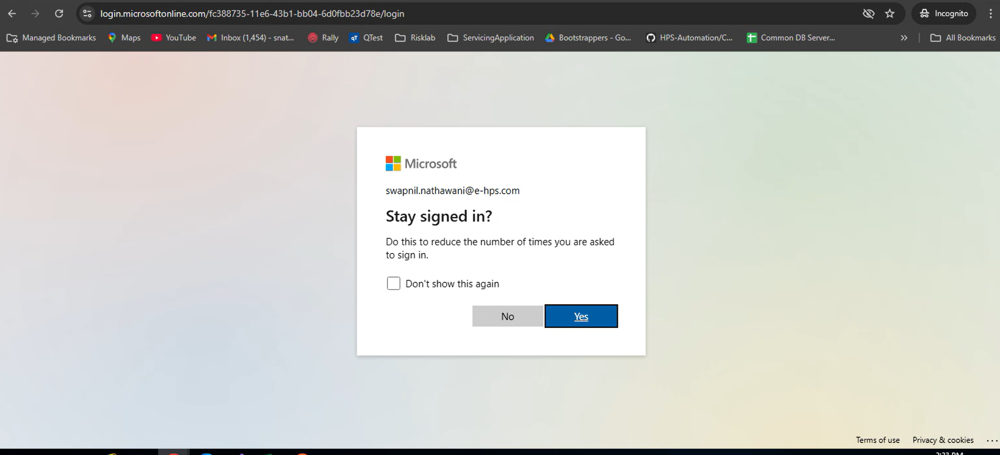 login.microsoftonline.com/fc388735-11e6-43b1-bb04-6d0fbb23d78e/login
Incognito
Managed Bookmarks Maps YouTube Inbox (1,454) - snat... Rally qT QTest Risklab ServicingApplication Bootstrappers - Go... HPS-Automation/C... Common DB Server... » All Bookmarks
Microsoft
swapnil.nathawani@e-hps.com
Stay signed in?
Do this to reduce the number of times you are asked
to sign in.
Don't show this again
No Yes
Terms of use Privacy & cookies ...